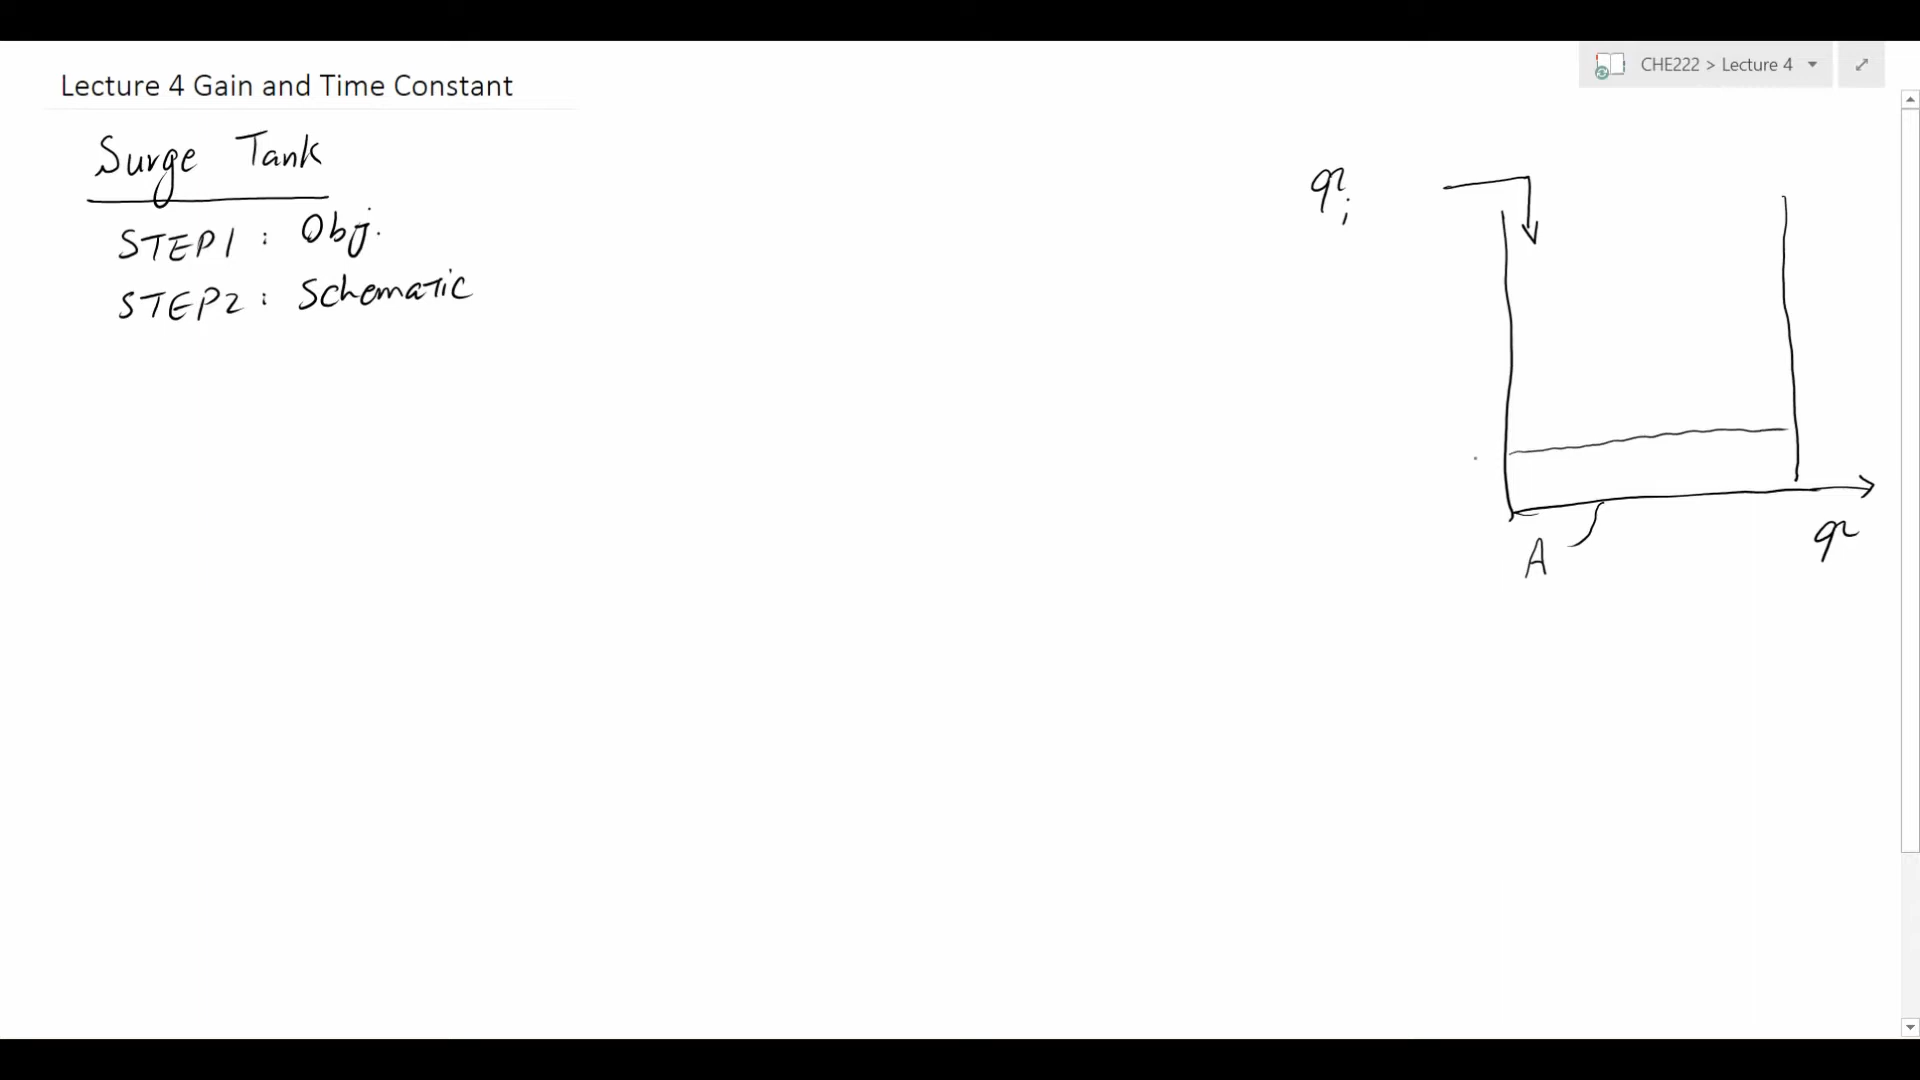 CHE222 > Lecture 4
Lecture 4 Gain and Time Constant
Surge Tank
STEP1 : Obj.
STEP2 : Schematic
qi
A
q